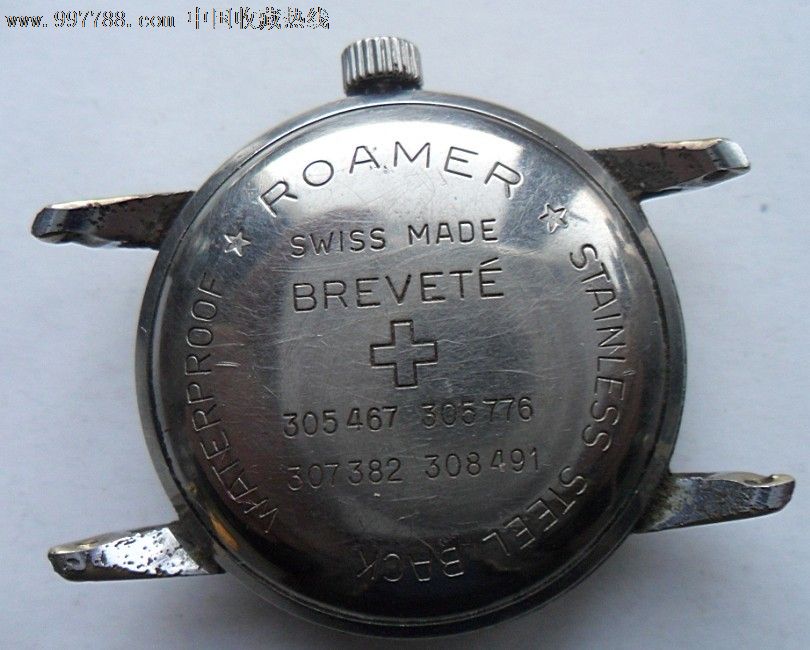 www.997788.com 中国收藏热线
ROAMER
SWISS MADE
BREVETÉ
305467 305776
307382 308491
WATERPROOF
STAINLESS STEEL BACK